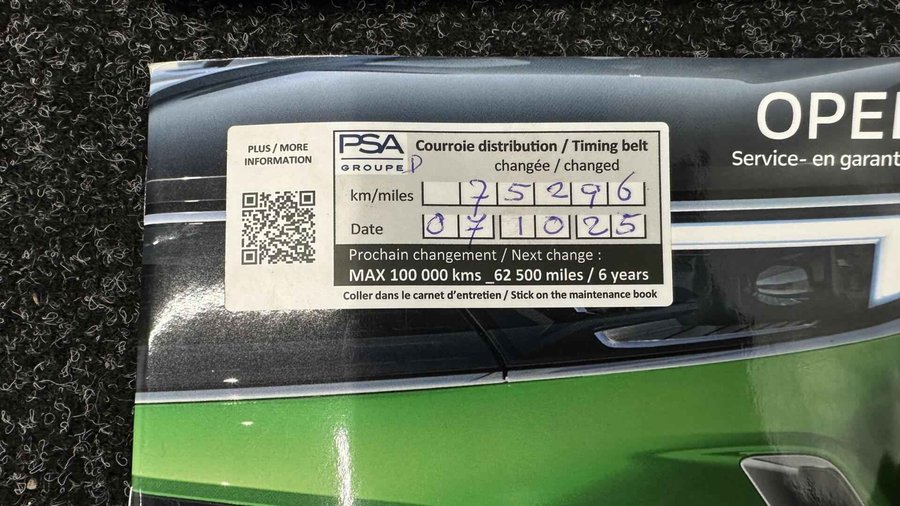 OPEL
Service- en garant
PLUS / MORE
INFORMATION
PSA
GROUPE
Courroie distribution / Timing belt
changée / changed
km/miles 75296
Date 071025
Prochain changement / Next change :
MAX 100 000 kms _62 500 miles / 6 years
Coller dans le carnet d'entretien / Stick on the maintenance book